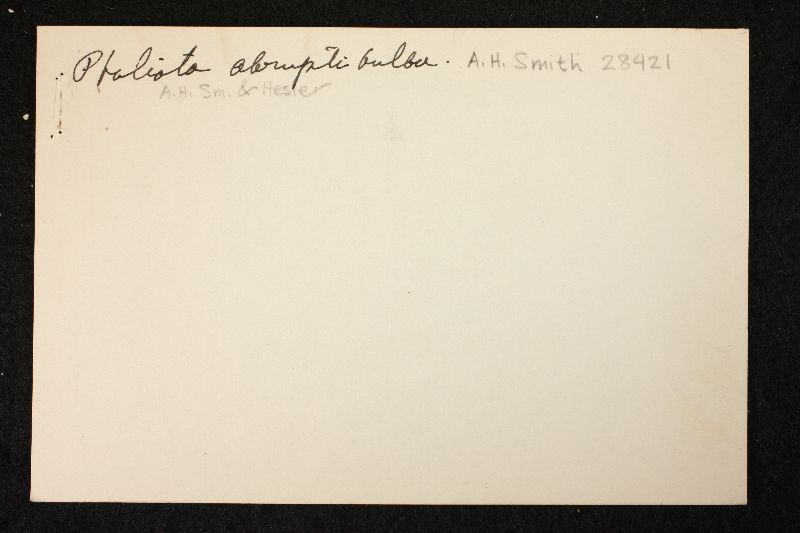 Pholiota abruptibulba. A.H. Smith 28421
A.H. Sm. & Hesler